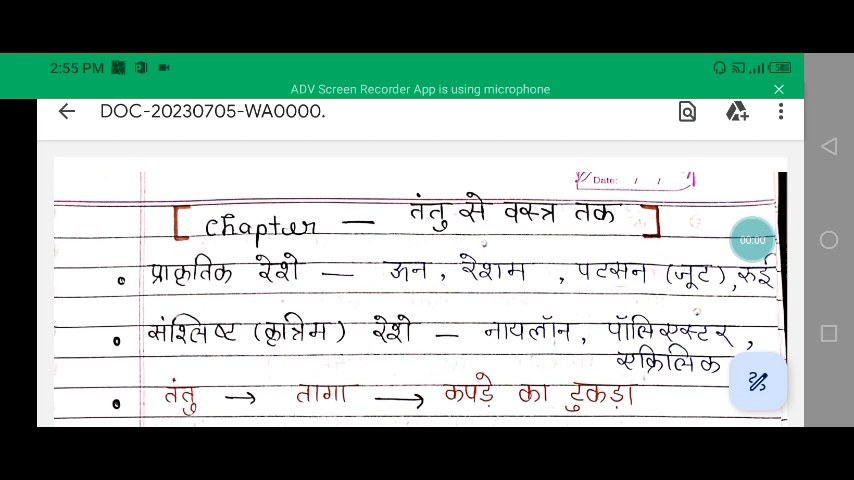 2:55 PM
ADV Screen Recorder App is using microphone
DOC-20230705-WA0000.
Date: / /
[ Chapter — तंतु से वस्त्र तक ]
00:00
• प्राकृतिक रेशे — ऊन, रेशम, पटसन (जूट), रुई
• संश्लिष्ट (कृत्रिम) रेशे — नायलॉन, पॉलिएस्टर,
एक्रिलिक
• तंतु → तागा → कपड़े का टुकड़ा